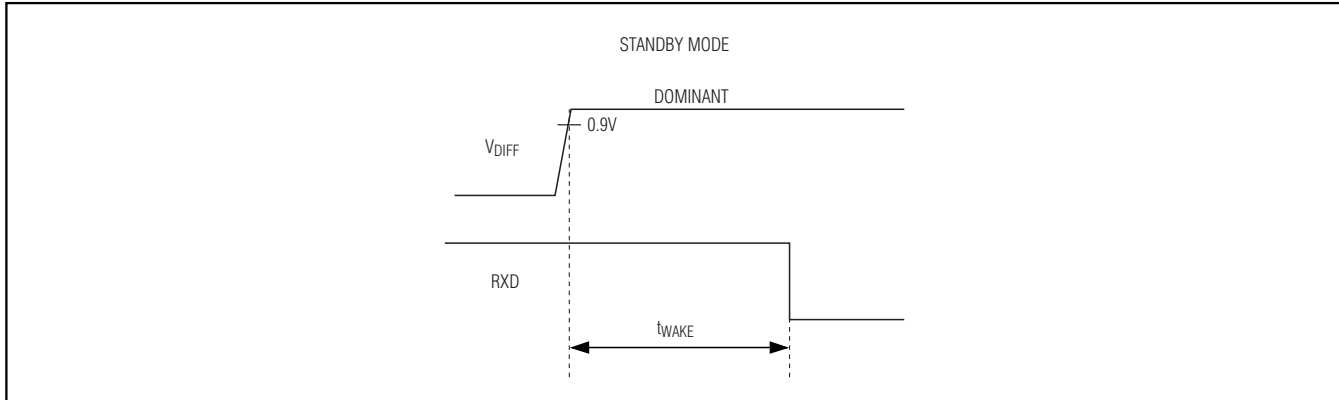 STANDBY MODE
DOMINANT
0.9V
VDIFF
RXD
tWAKE